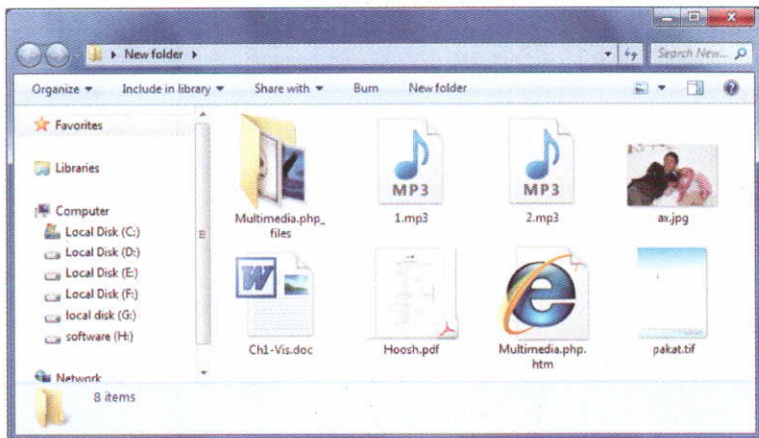 New folder
Search New...
Organize
Include in library
Share with
Burn
New folder
Favorites
Libraries
Computer
Local Disk (C:)
Local Disk (D:)
Local Disk (E:)
Local Disk (F:)
local disk (G:)
software (H:)
Network
Multimedia.php_
files
MP3
1.mp3
MP3
2.mp3
ax.jpg
W
Ch1-Vis.doc
Hoosh.pdf
Multimedia.php.
htm
pakat.tif
8 items